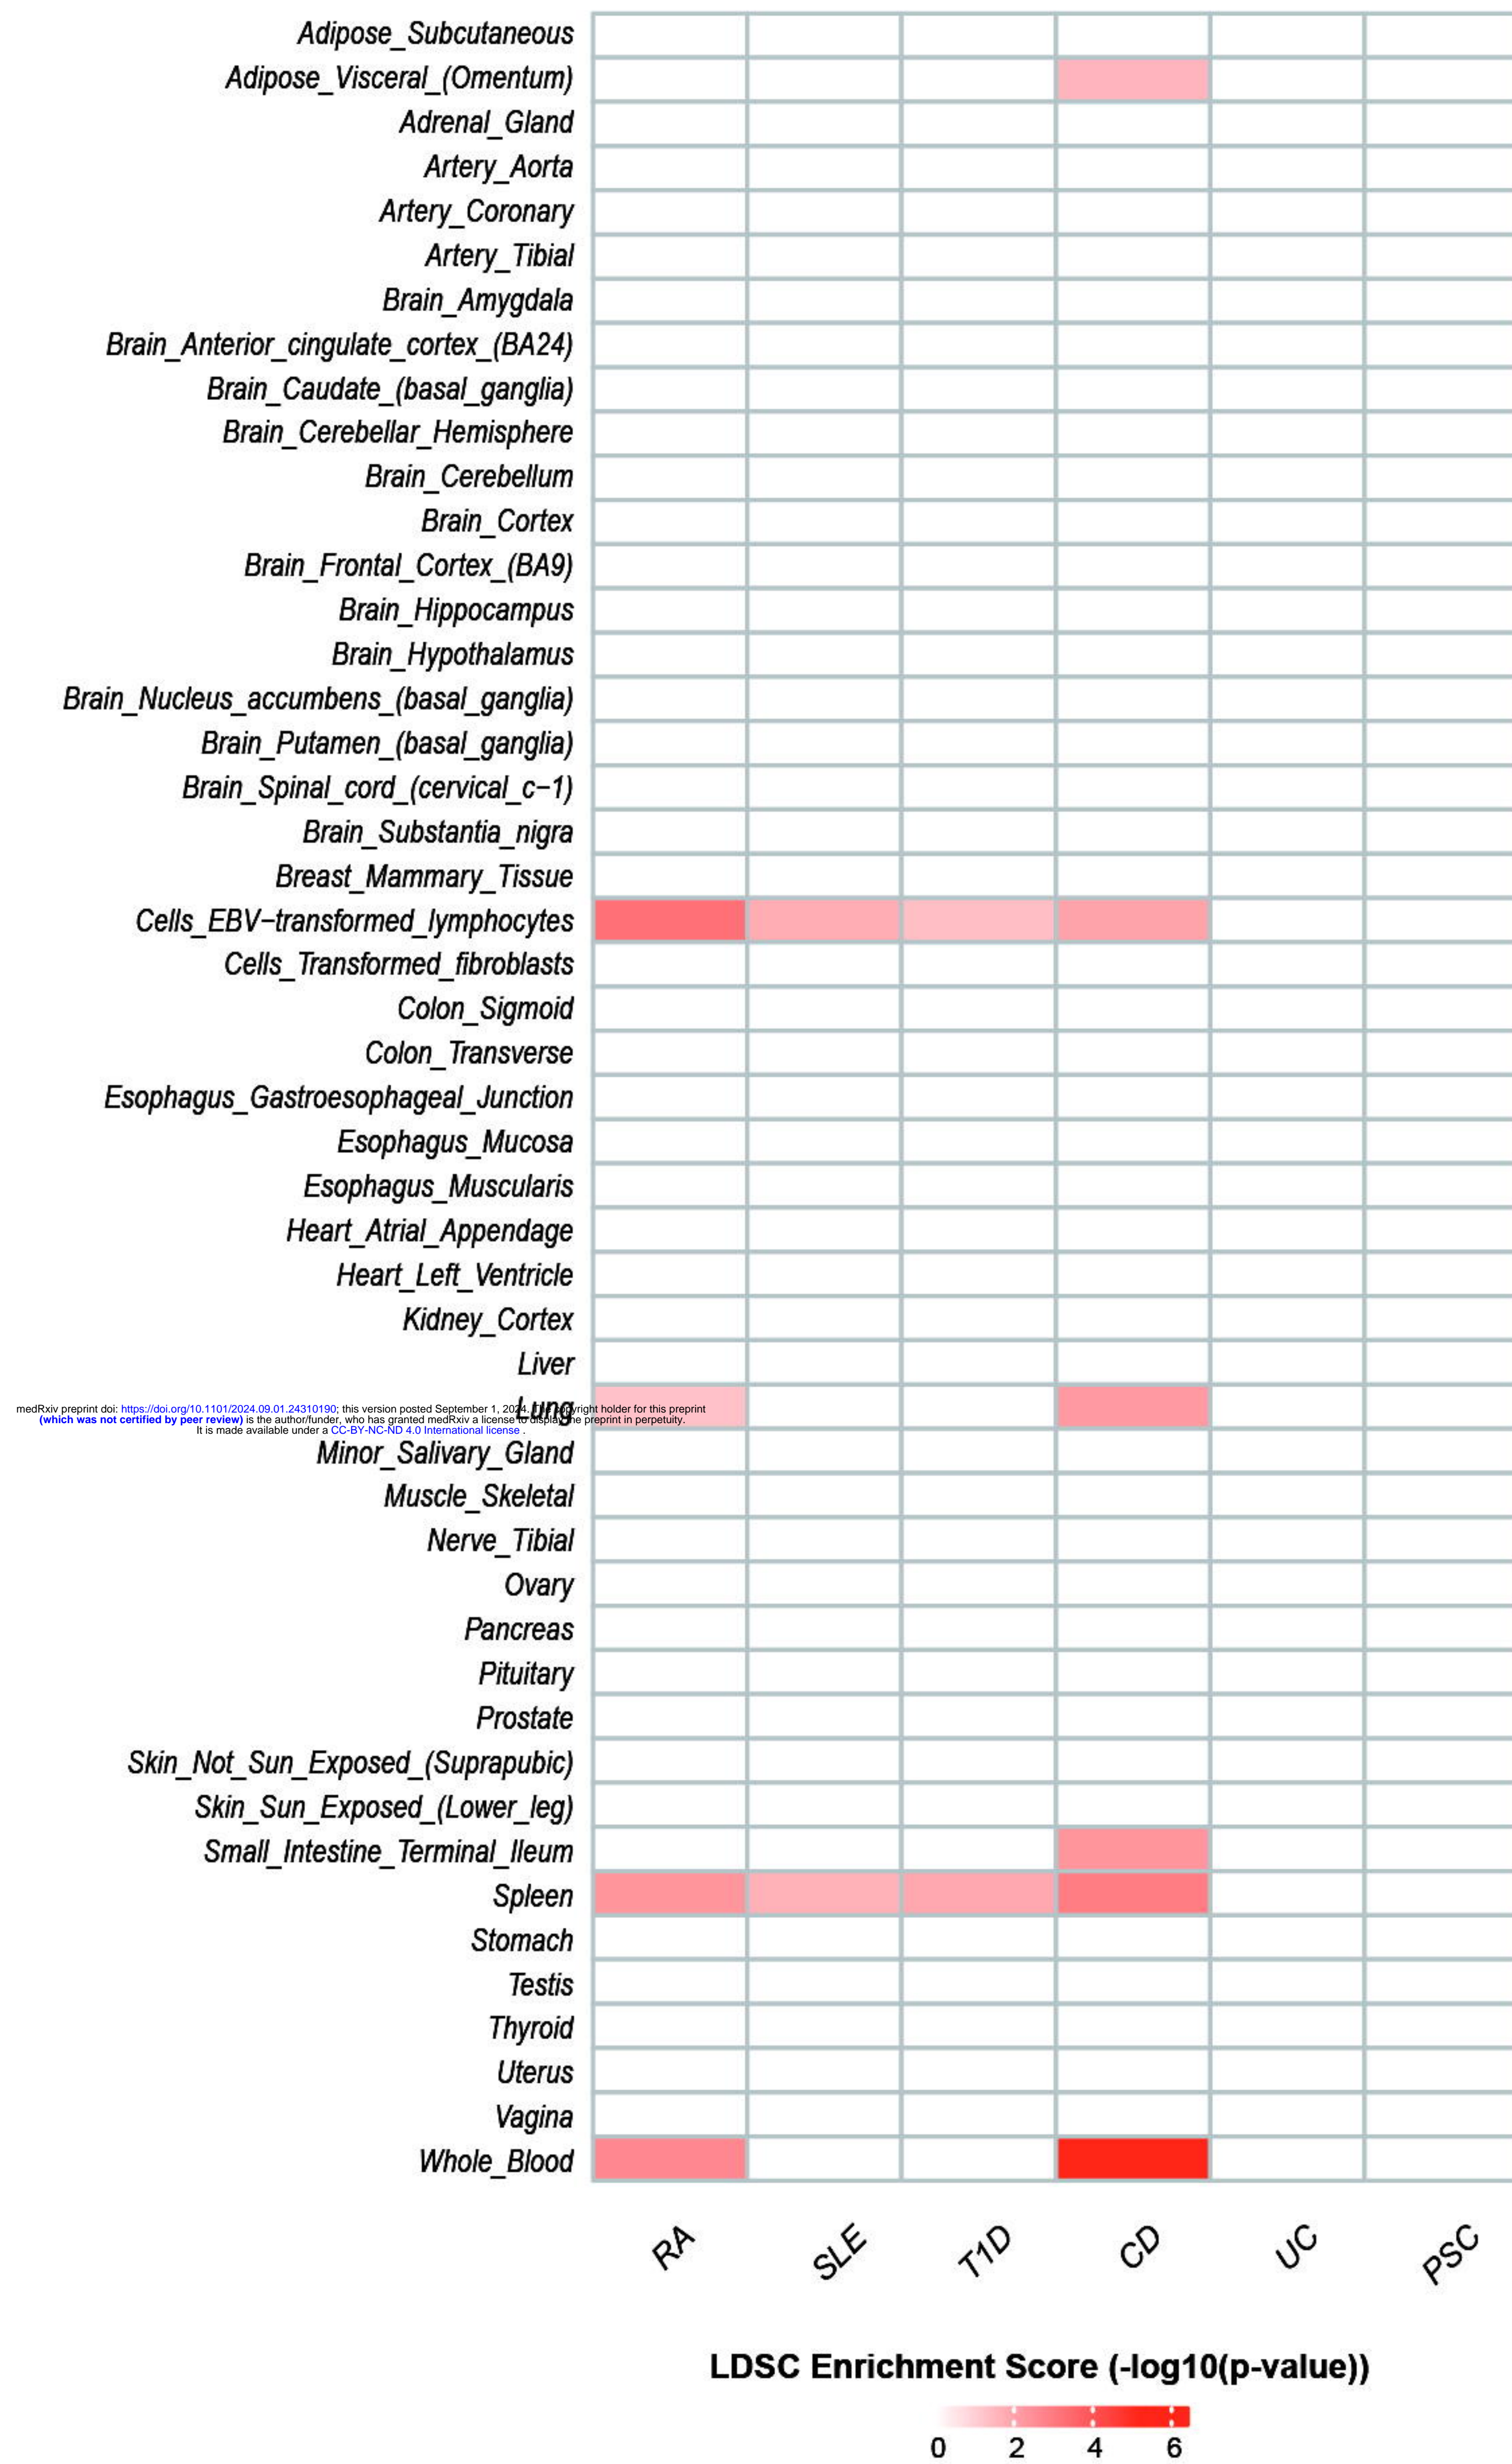 Adipose_Subcutaneous
Adipose_Visceral_(Omentum)
Adrenal_Gland
Artery_Aorta
Artery_Coronary
Artery_Tibial
Brain_Amygdala
Brain_Anterior_cingulate_cortex_(BA24)
Brain_Caudate_(basal_ganglia)
Brain_Cerebellar_Hemisphere
Brain_Cerebellum
Brain_Cortex
Brain_Frontal_Cortex_(BA9)
Brain_Hippocampus
Brain_Hypothalamus
Brain_Nucleus_accumbens_(basal_ganglia)
Brain_Putamen_(basal_ganglia)
Brain_Spinal_cord_(cervical_c−1)
Brain_Substantia_nigra
Breast_Mammary_Tissue
Cells_EBV−transformed_lymphocytes
Cells_Transformed_fibroblasts
Colon_Sigmoid
Colon_Transverse
Esophagus_Gastroesophageal_Junction
Esophagus_Mucosa
Esophagus_Muscularis
Heart_Atrial_Appendage
Heart_Left_Ventricle
Kidney_Cortex
Liver
Lung
medRxiv preprint doi: https://doi.org/10.1101/2024.09.01.24310190; this version posted September 1, 2024. The copyright holder for this preprint
(which was not certified by peer review) is the author/funder, who has granted medRxiv a license to display the preprint in perpetuity.
It is made available under a CC-BY-NC-ND 4.0 International license .
Minor_Salivary_Gland
Muscle_Skeletal
Nerve_Tibial
Ovary
Pancreas
Pituitary
Prostate
Skin_Not_Sun_Exposed_(Suprapubic)
Skin_Sun_Exposed_(Lower_leg)
Small_Intestine_Terminal_Ileum
Spleen
Stomach
Testis
Thyroid
Uterus
Vagina
Whole_Blood
RA SLE T1D CD UC PSC
LDSC Enrichment Score (-log10(p-value))
0 2 4 6